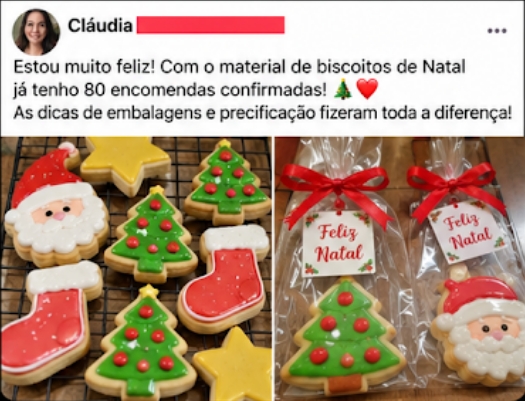 Cláudia
Estou muito feliz! Com o material de biscoitos de Natal
já tenho 80 encomendas confirmadas! 🎄❤️
As dicas de embalagens e precificação fizeram toda a diferença!
Feliz
Natal
Feliz
Natal